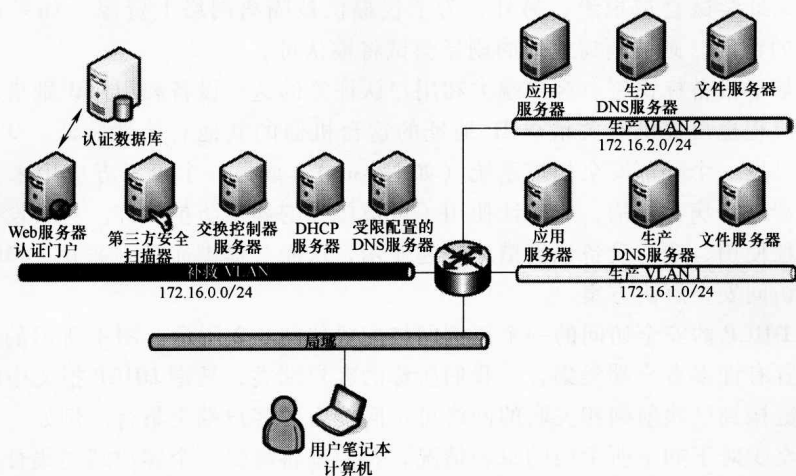 应用
服务器
生产
DNS服务器
文件服务器
生产 VLAN 2
172.16.2.0/24
认证数据库
Web服务器
认证门户
第三方安全
扫描器
交换控制器
服务器
DHCP
服务器
受限配置的
DNS服务器
补救 VLAN
172.16.0.0/24
应用
服务器
生产
DNS服务器
文件服务器
生产 VLAN 1
172.16.1.0/24
局域
用户笔记本
计算机